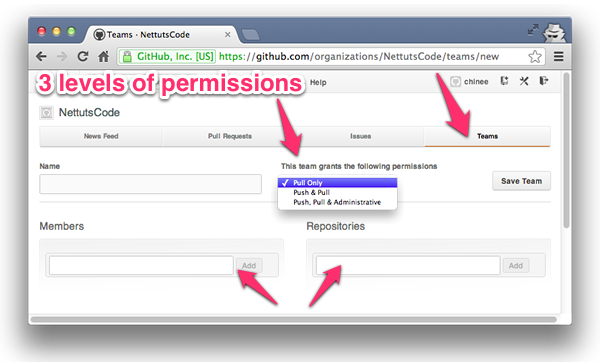 Teams · NettutsCode
GitHub, Inc. [US] https://github.com/organizations/NettutsCode/teams/new
3 levels of permissions
Help
chinee
NettutsCode
News Feed Pull Requests Issues Teams
Name
This team grants the following permissions
Pull Only
Push & Pull
Push, Pull & Administrative
Save Team
Members Repositories
Add Add